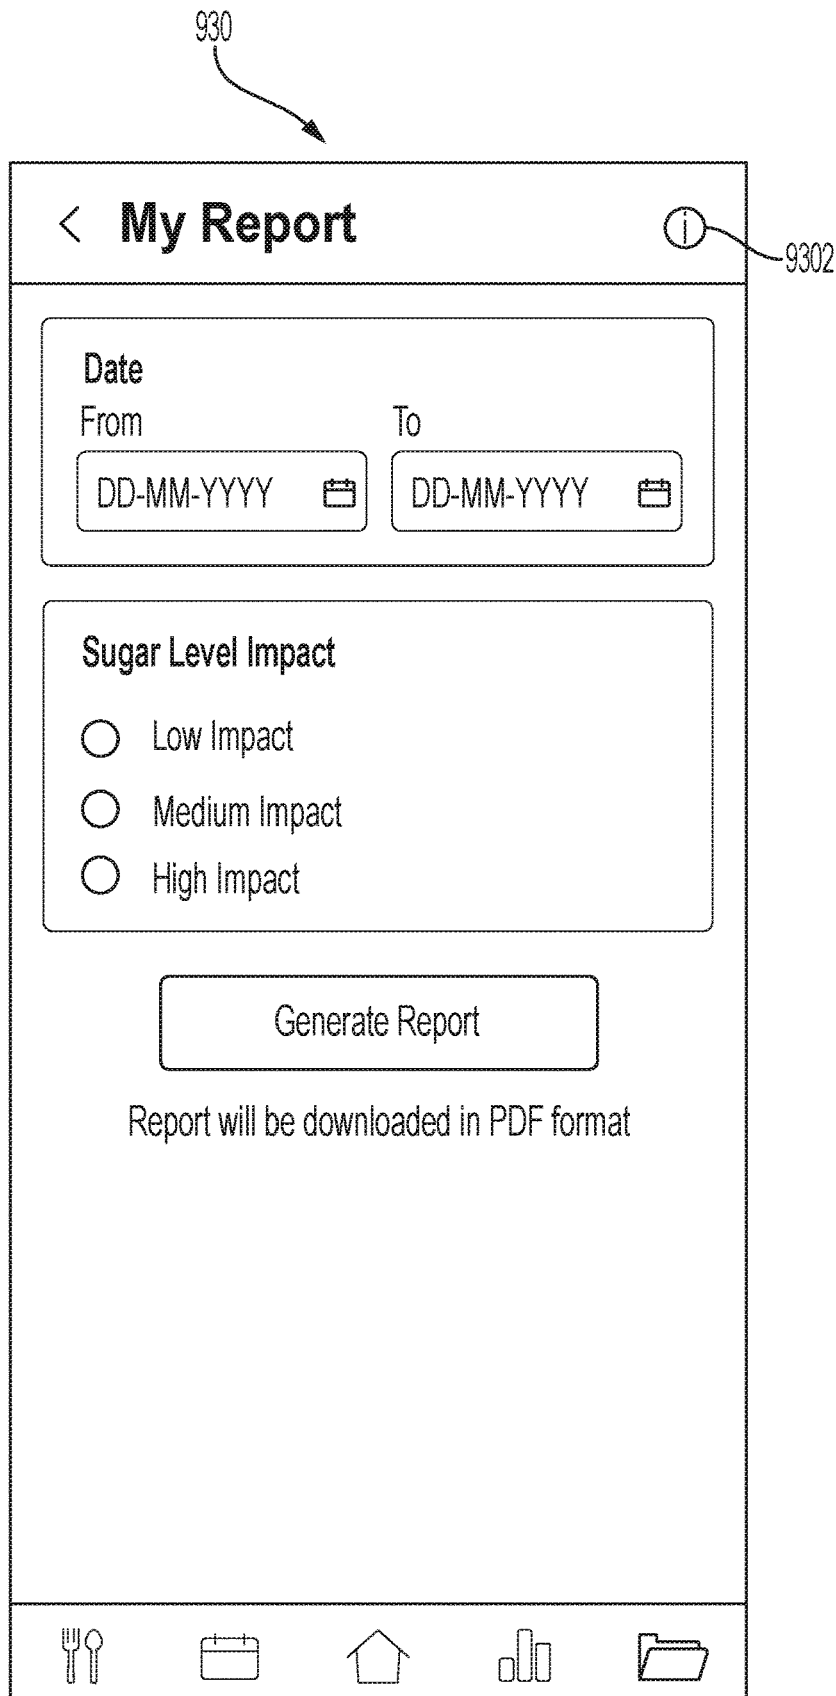 930
< My Report
9302
Date
From To
DD-MM-YYYY DD-MM-YYYY
Sugar Level Impact
Low Impact
Medium Impact
High Impact
Generate Report
Report will be downloaded in PDF format